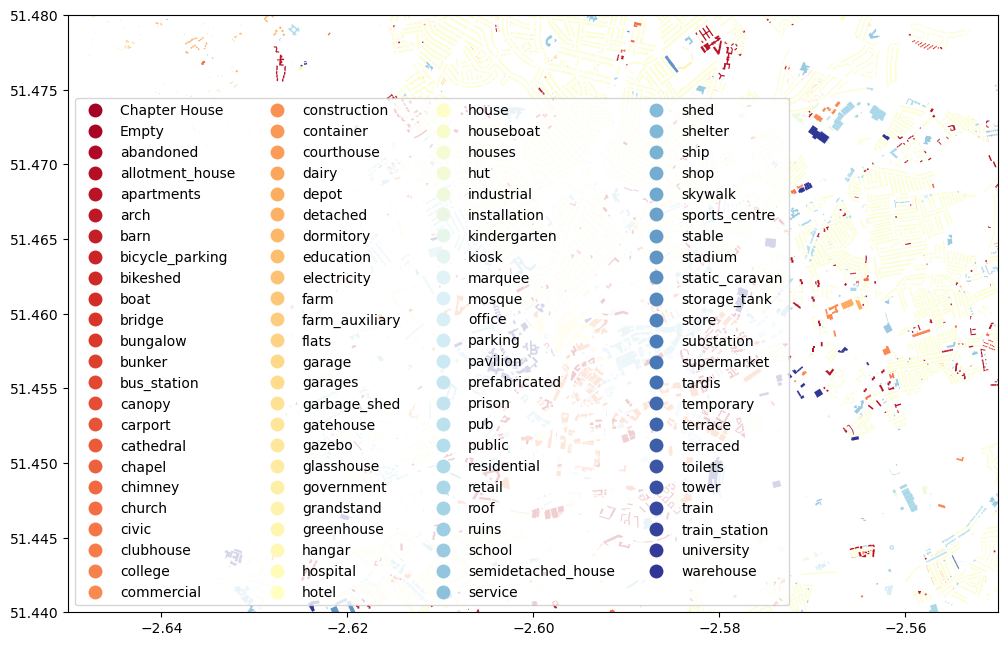 51.480
51.475
51.470
51.465
51.460
51.455
51.450
51.445
51.440
Chapter House
Empty
abandoned
allotment_house
apartments
arch
barn
bicycle_parking
bikeshed
boat
bridge
bungalow
bunker
bus_station
canopy
carport
cathedral
chapel
chimney
church
civic
clubhouse
college
commercial
construction
container
courthouse
dairy
depot
detached
dormitory
education
electricity
farm
farm_auxiliary
flats
garage
garages
garbage_shed
gatehouse
gazebo
glasshouse
government
grandstand
greenhouse
hangar
hospital
hotel
house
houseboat
houses
hut
industrial
installation
kindergarten
kiosk
marquee
mosque
office
parking
pavilion
prefabricated
prison
pub
public
residential
retail
roof
ruins
school
semidetached_house
service
shed
shelter
ship
shop
skywalk
sports_centre
stable
stadium
static_caravan
storage_tank
store
substation
supermarket
tardis
temporary
terrace
terraced
toilets
tower
train
train_station
university
warehouse
−2.64
−2.62
−2.60
−2.58
−2.56